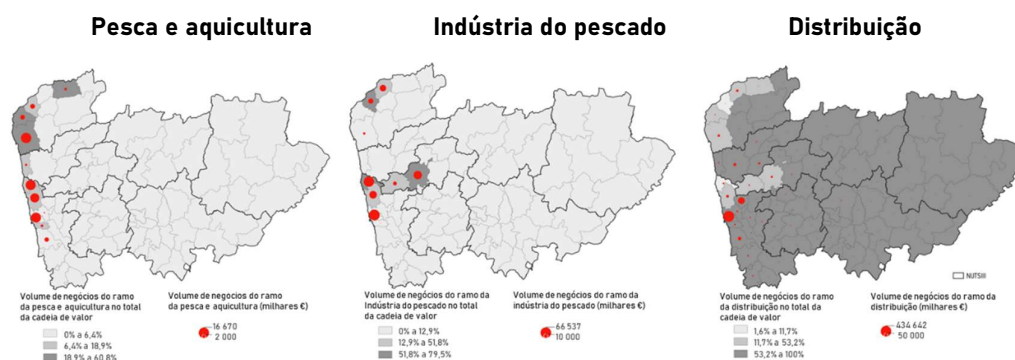 Pesca e aquicultura
Indústria do pescado
Distribuição
Volume de negócios do ramo
da pesca e aquicultura no total
da cadeia de valor
0% a 6,4%
6,4% a 18,9%
18,9% a 60,8%
Volume de negócios do ramo
da pesca e aquicultura (milhares €)
16 670
2 000
Volume de negócios do ramo da
Indústria do pescado no total
da cadeia de valor
0% a 12,9%
12,9% a 51,8%
51,8% a 79,5%
Volume de negócios do ramo da
indústria do pescado (milhares €)
66 537
10 000
NUTSIII
Volume de negócios do ramo
da distribuição no total da
cadeia de valor
1,6% a 11,7%
11,7% a 53,2%
53,2% a 100%
Volume de negócios do ramo da
distribuição (milhares €)
434 642
50 000